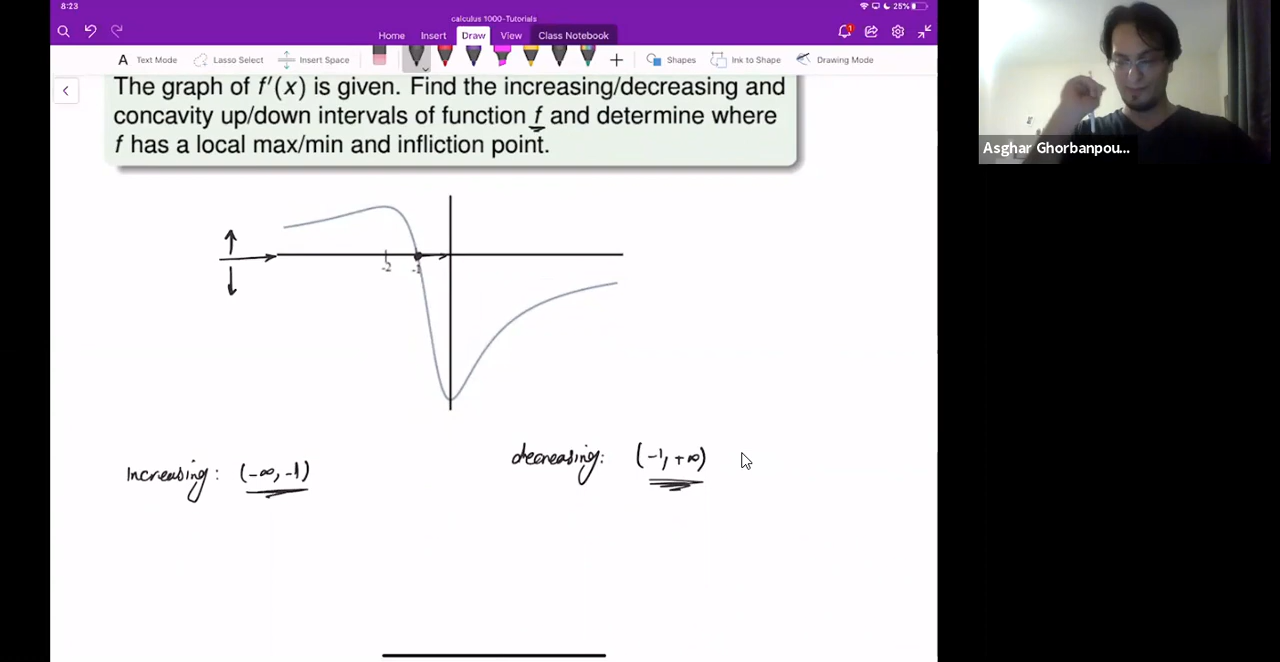 8:23
25%
calculus 1000-Tutorials
Home Insert Draw View Class Notebook
1
A Text Mode Lasso Select Insert Space Shapes Ink to Shape Drawing Mode
The graph of f′(x) is given. Find the increasing/decreasing and
concavity up/down intervals of function f and determine where
f has a local max/min and infliction point.
-2 -1
Increasing: (-∞, -1)
decreasing: (-1, +∞)
Asghar Ghorbanpou...